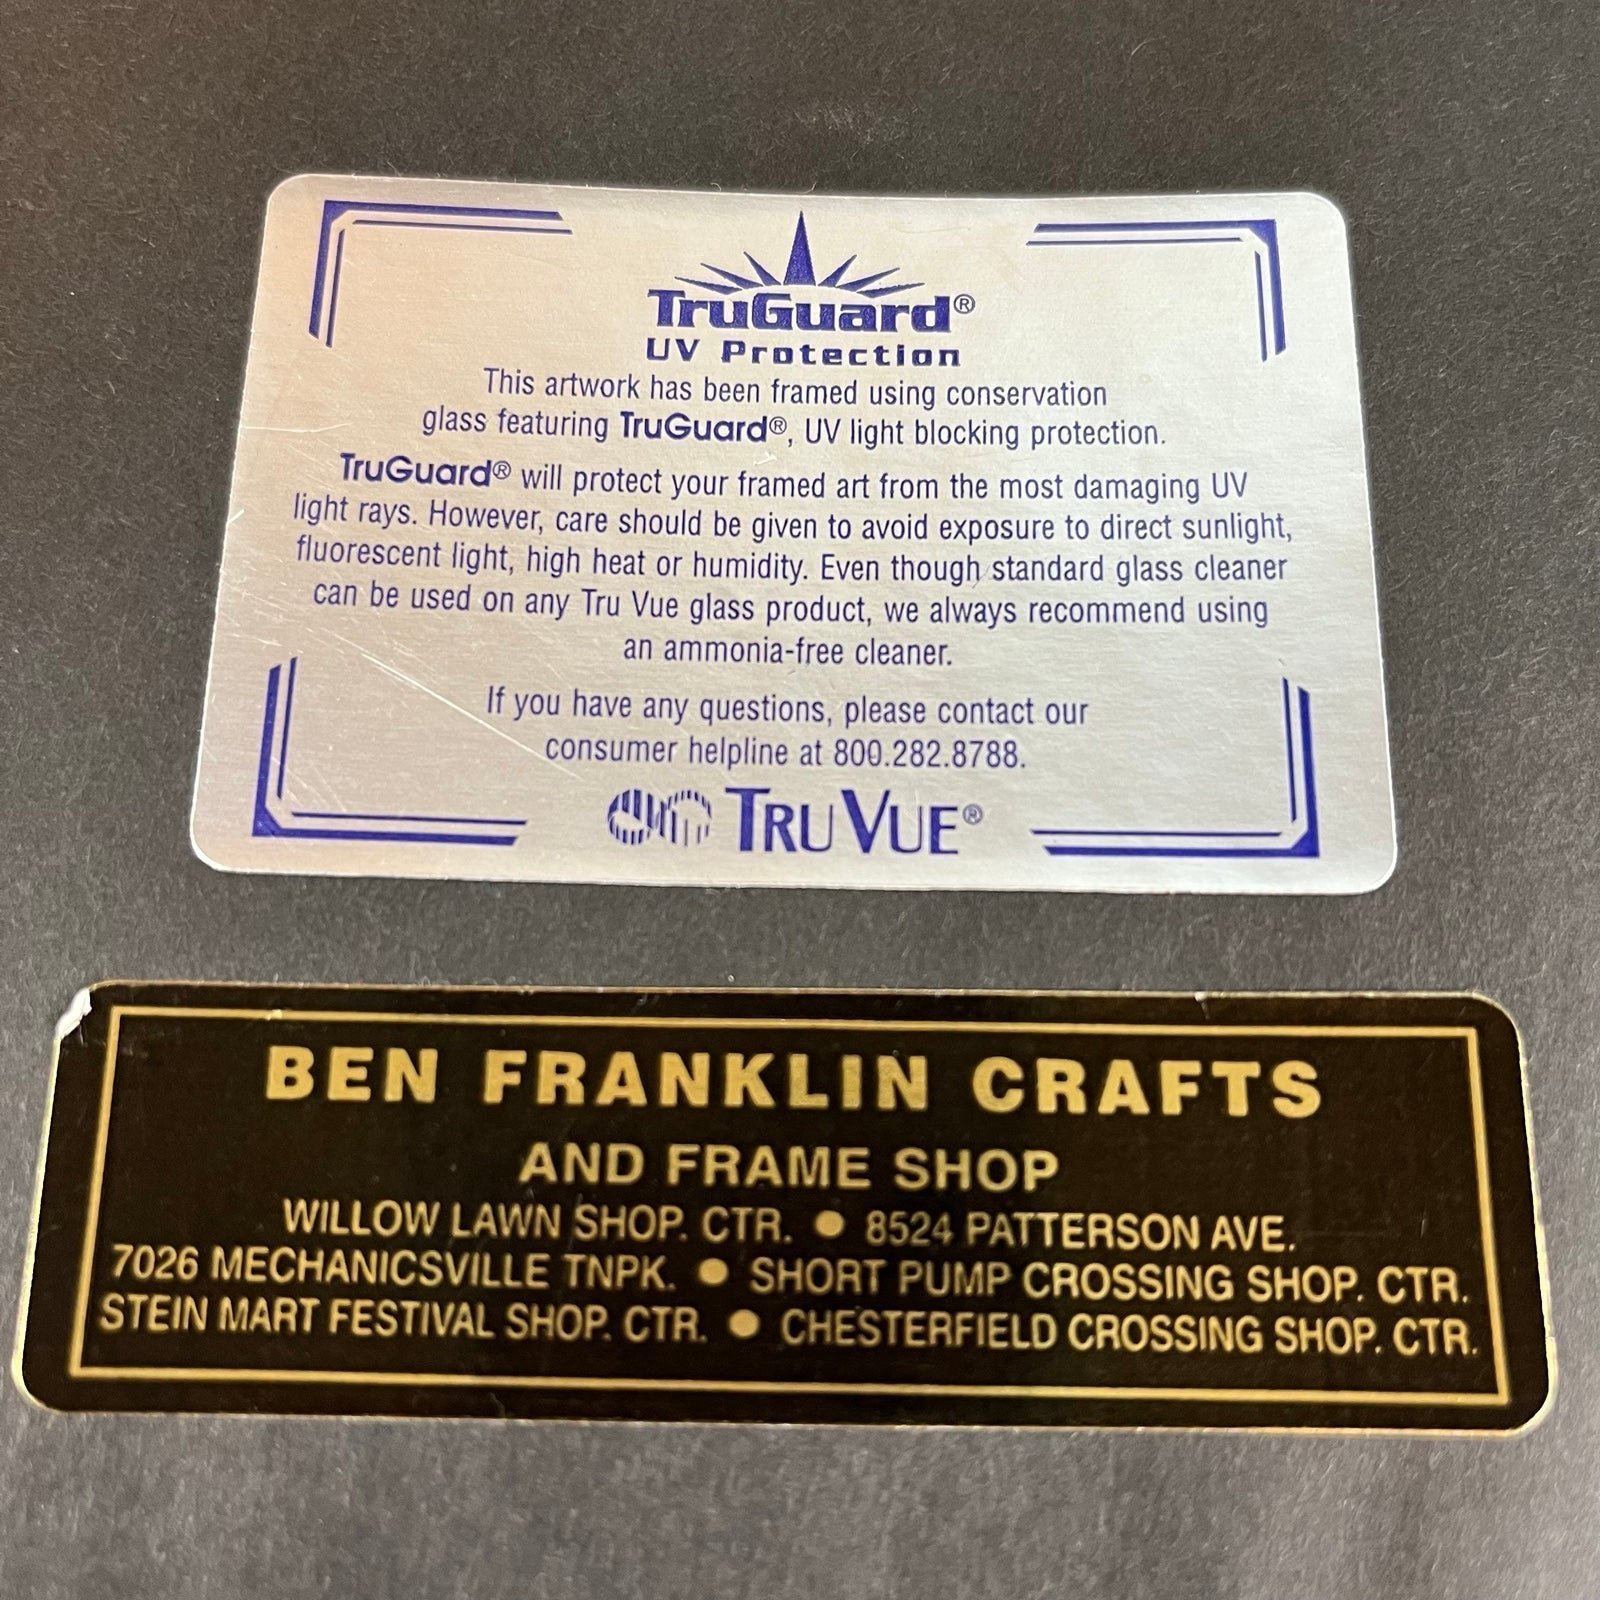 TruGuard®
UV Protection
This artwork has been framed using conservation
glass featuring TruGuard®, UV light blocking protection.
TruGuard® will protect your framed art from the most damaging UV
light rays. However, care should be given to avoid exposure to direct sunlight,
fluorescent light, high heat or humidity. Even though standard glass cleaner
can be used on any Tru Vue glass product, we always recommend using
an ammonia-free cleaner.
If you have any questions, please contact our
consumer helpline at 800.282.8788.
TRU VUE®
BEN FRANKLIN CRAFTS
AND FRAME SHOP
WILLOW LAWN SHOP. CTR. ● 8524 PATTERSON AVE.
7026 MECHANICSVILLE TNPK. ● SHORT PUMP CROSSING SHOP. CTR.
STEIN MART FESTIVAL SHOP. CTR. ● CHESTERFIELD CROSSING SHOP. CTR.